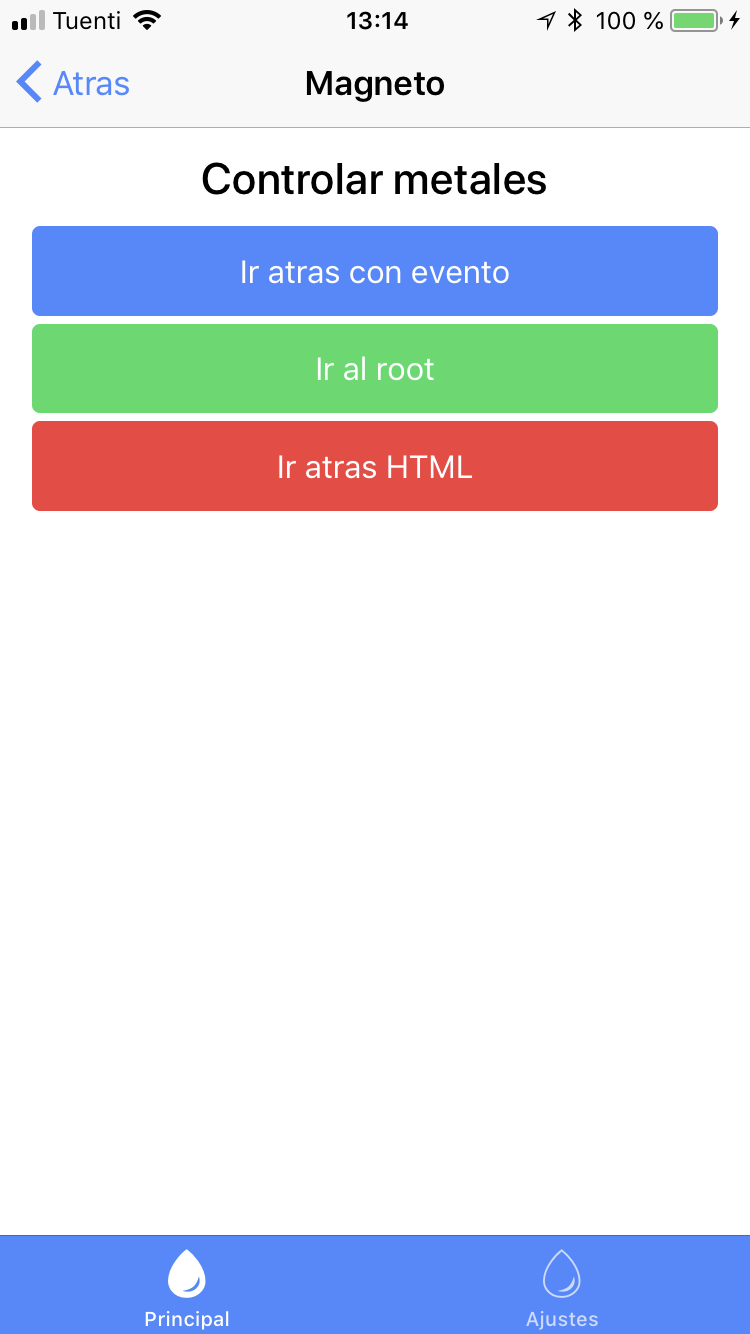 Tuenti 13:14 100 %
Atras Magneto
Controlar metales
Ir atras con evento
Ir al root
Ir atras HTML
Principal Ajustes